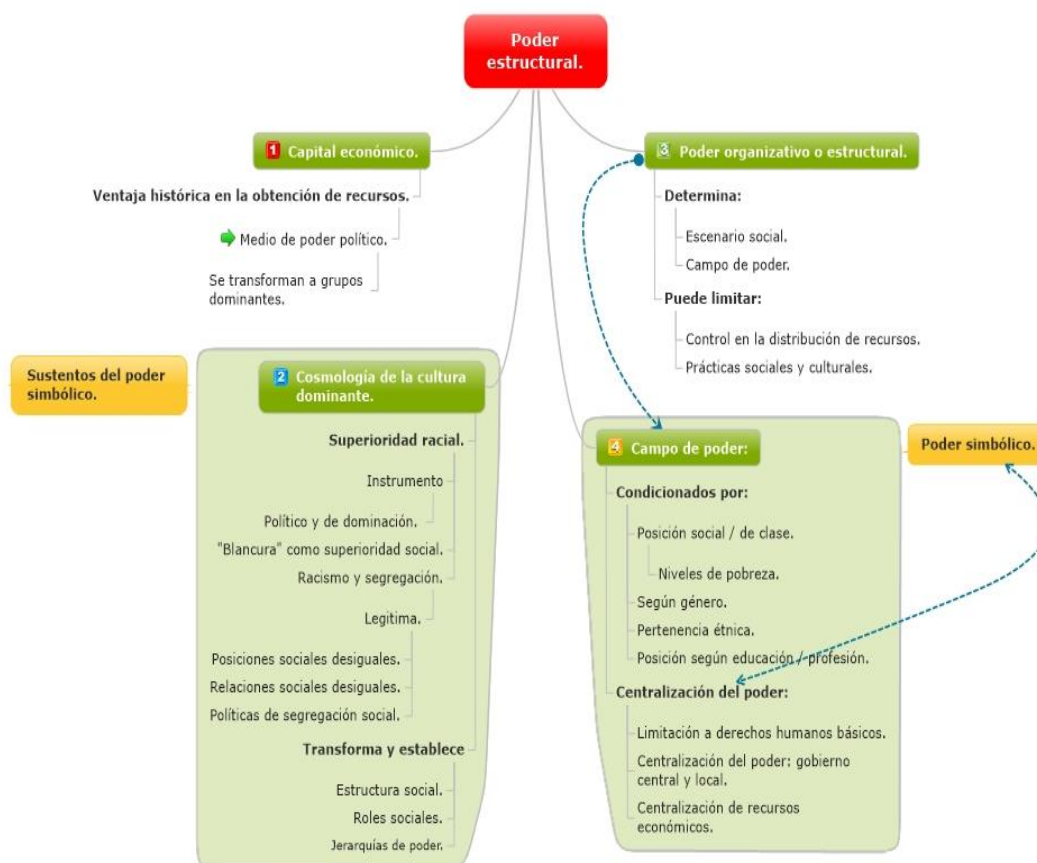 Poder
estructural.
1 Capital económico.
Ventaja histórica en la obtención de recursos.
Medio de poder político.
Se transforman a grupos
dominantes.
Sustentos del poder
simbólico.
2 Cosmología de la cultura
dominante.
Superioridad racial.
Instrumento
Político y de dominación.
"Blancura" como superioridad social.
Racismo y segregación.
Legitima.
Posiciones sociales desiguales.
Relaciones sociales desiguales.
Políticas de segregación social.
Transforma y establece
Estructura social.
Roles sociales.
Jerarquías de poder.
3 Poder organizativo o estructural.
Determina:
Escenario social.
Campo de poder.
Puede limitar:
Control en la distribución de recursos.
Prácticas sociales y culturales.
4 Campo de poder:
Poder simbólico.
Condicionados por:
Posición social / de clase.
Niveles de pobreza.
Según género.
Pertenencia étnica.
Posición según educación / profesión.
Centralización del poder:
Limitación a derechos humanos básicos.
Centralización del poder: gobierno
central y local.
Centralización de recursos
económicos.